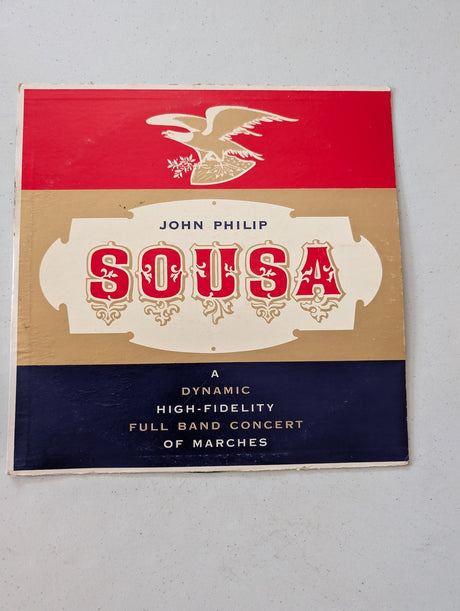 JOHN PHILIP
SOUSA
A
DYNAMIC
HIGH-FIDELITY
FULL BAND CONCERT
OF MARCHES